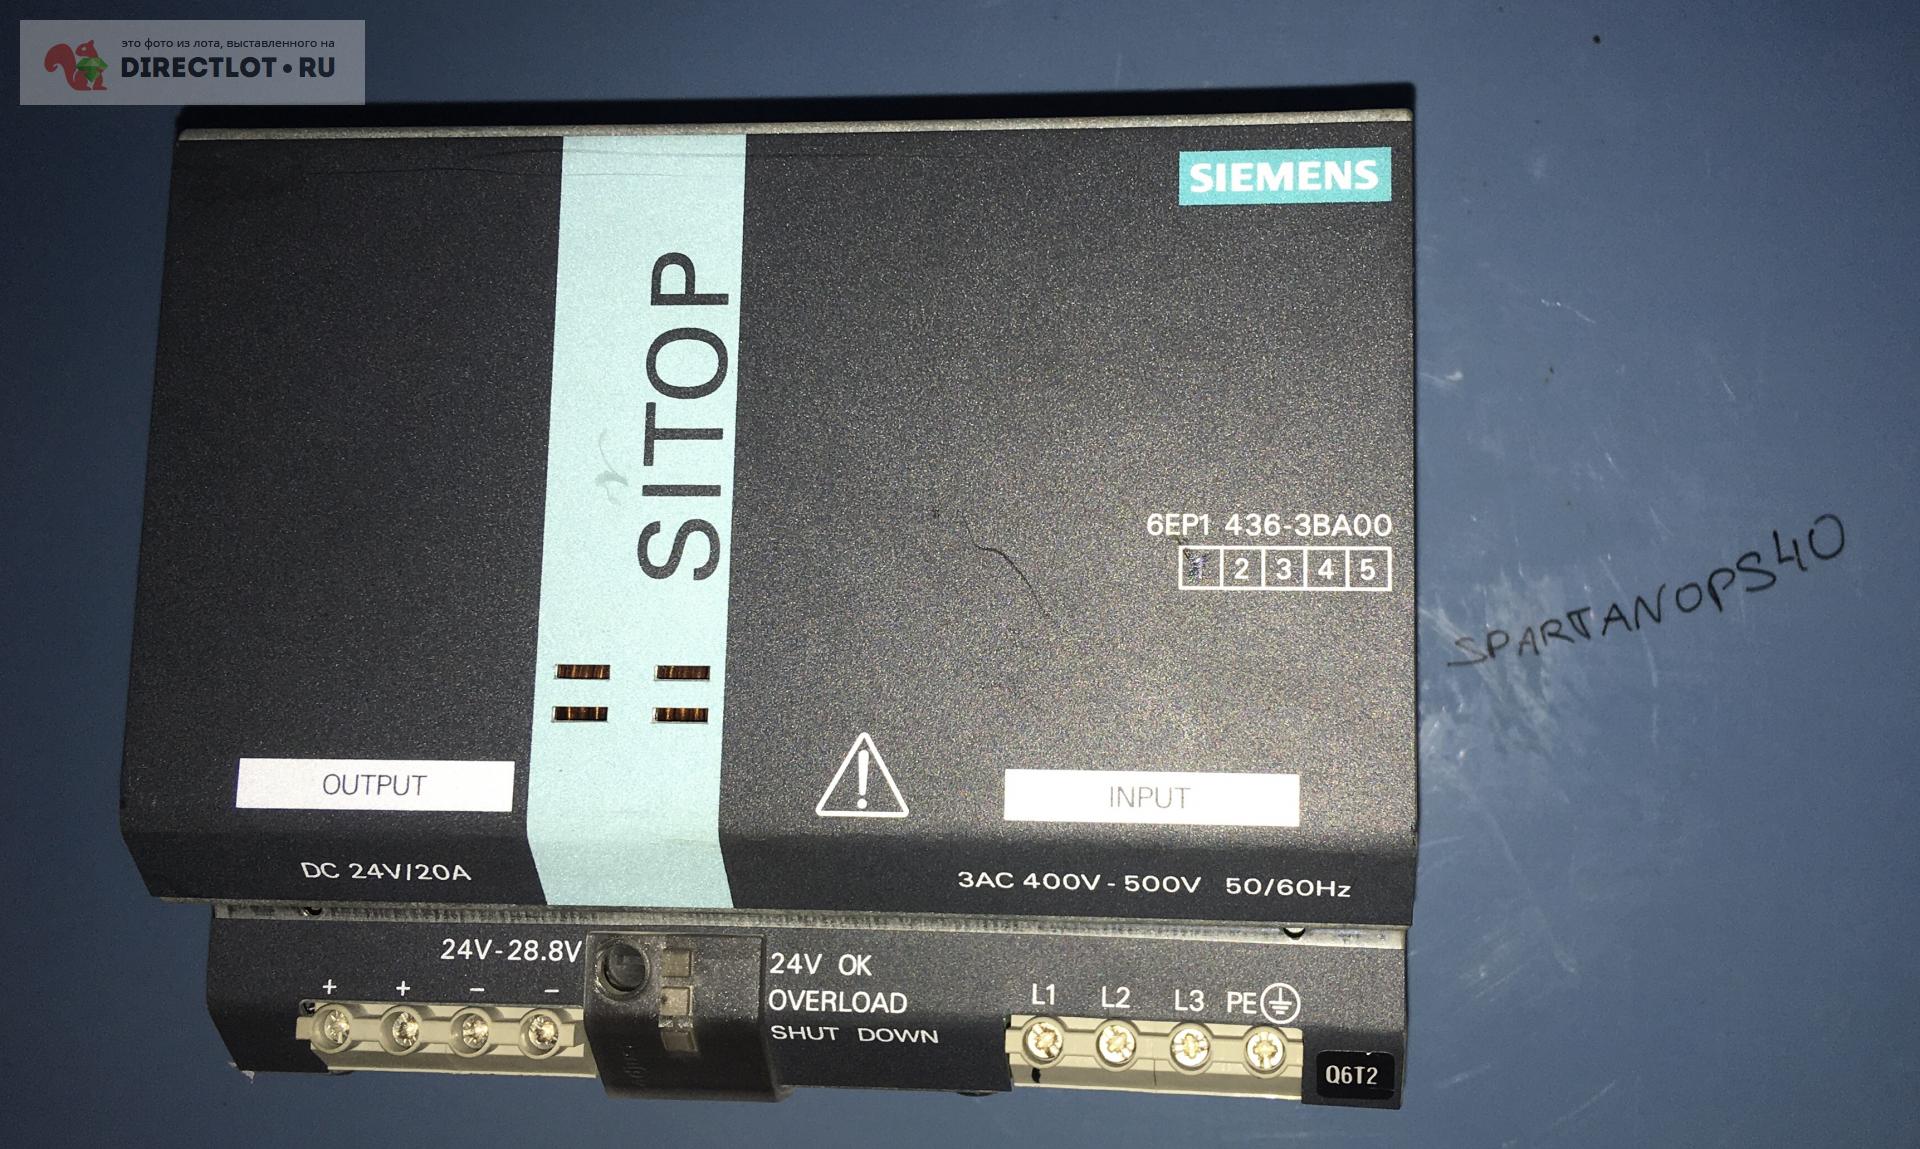 это фото из лота, выставленного на
DIRECTLOT•RU
SIEMENS
SITOP
6EP1 436-3BA00
1 2 3 4 5
SPARTANOPS40
OUTPUT
INPUT
DC 24V/20A
3AC 400V-500V 50/60Hz
24V-28.8V
24V OK
OVERLOAD
SHUT DOWN
+ + - -
L1 L2 L3 PE
Q6T2